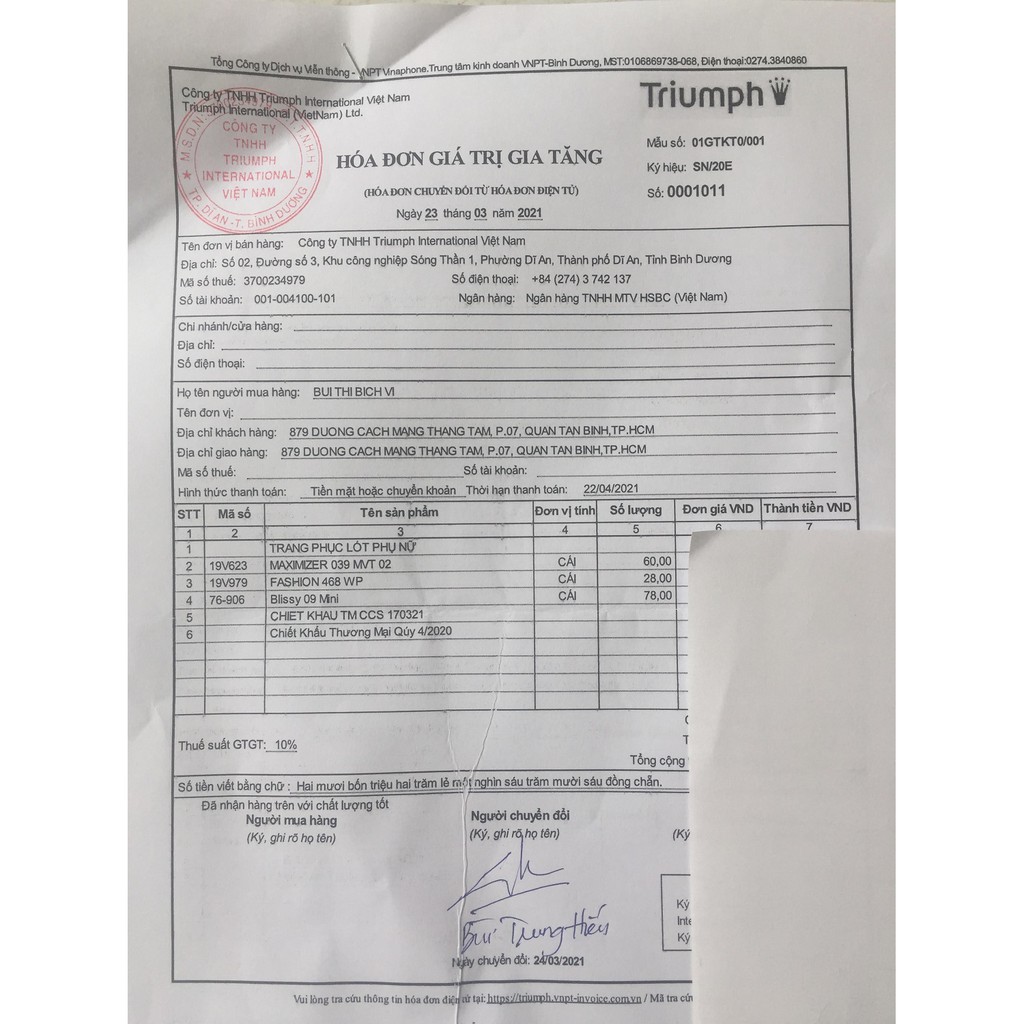 Tổng Công ty Dịch vụ Viễn thông - VNPT Vinaphone.Trung tâm kinh doanh VNPT-Bình Dương, MST:0106869738-068, Điện thoại:0274.3840860
Công ty TNHH Triumph International Việt Nam
Triumph International (VietNam) Ltd.
Triumph
CÔNG TY
TNHH
TRIUMPH
INTERNATIONAL
VIỆT NAM
TP. DĨ AN - T. BÌNH DƯƠNG
HÓA ĐƠN GIÁ TRỊ GIA TĂNG
(HÓA ĐƠN CHUYỂN ĐỔI TỪ HÓA ĐƠN ĐIỆN TỬ)
Ngày 23 tháng 03 năm 2021
Mẫu số: 01GTKT0/001
Ký hiệu: SN/20E
Số: 0001011
Tên đơn vị bán hàng: Công ty TNHH Triumph International Việt Nam
Địa chỉ: Số 02, Đường số 3, Khu công nghiệp Sóng Thần 1, Phường Dĩ An, Thành phố Dĩ An, Tỉnh Bình Dương
Mã số thuế: 3700234979 Số điện thoại: +84 (274) 3 742 137
Số tài khoản: 001-004100-101 Ngân hàng: Ngân hàng TNHH MTV HSBC (Việt Nam)
Chi nhánh/cửa hàng:
Địa chỉ:
Số điện thoại:
Họ tên người mua hàng: BUI THI BICH VI
Tên đơn vị:
Địa chỉ khách hàng: 879 DUONG CACH MANG THANG TAM, P.07, QUAN TAN BINH,TP.HCM
Địa chỉ giao hàng: 879 DUONG CACH MANG THANG TAM, P.07, QUAN TAN BINH,TP.HCM
Mã số thuế: Số tài khoản:
Hình thức thanh toán: Tiền mặt hoặc chuyển khoản Thời hạn thanh toán: 22/04/2021
STT Mã số Tên sản phẩm Đơn vị tính Số lượng Đơn giá VND Thành tiền VND
1 2 3 4 5 6 7
1 TRANG PHỤC LÓT PHỤ NỮ
2 19V623 MAXIMIZER 039 MVT 02 CÁI 60,00
3 19V979 FASHION 468 WP CÁI 28,00
4 76-906 Blissy 09 Mini CÁI 78,00
5 CHIET KHAU TM CCS 170321
6 Chiết Khấu Thương Mại Qúy 4/2020
Thuế suất GTGT: 10%
Tổng cộng
Số tiền viết bằng chữ : Hai mươi bốn triệu hai trăm lẻ một nghìn sáu trăm mười sáu đồng chẵn.
Đã nhận hàng trên với chất lượng tốt
Người mua hàng
(Ký, ghi rõ họ tên)
Người chuyển đổi
(Ký, ghi rõ họ tên)
(Ký
Ký
Inte
Ký
Bùi Trung Hiếu
Ngày chuyển đổi: 24/03/2021
Vui lòng tra cứu thông tin hóa đơn điện tử tại: https://triumph.vnpt-invoice.com.vn / Mã tra cứu